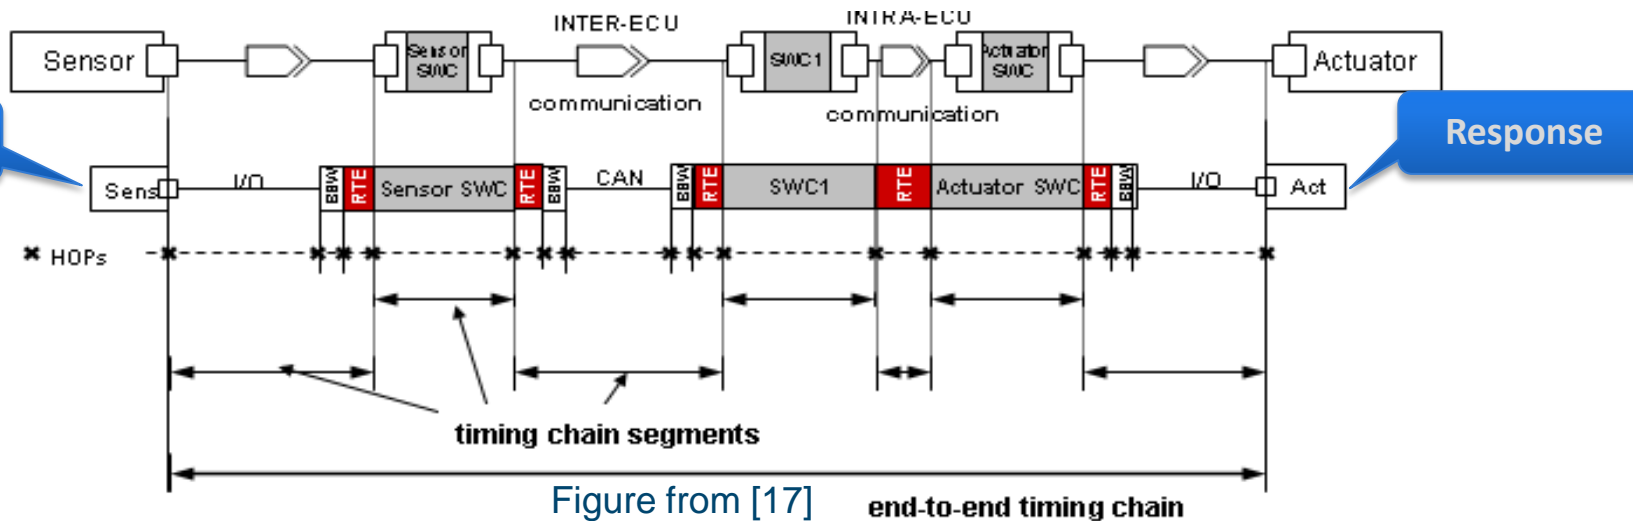 INTER-ECU
INTRA-ECU
Sensor
Sensor
SWC
SWC1
Actuator
SWC
Actuator
communication
communication
Response
Sens
I/O
BBW
RTE
Sensor SWC
RTE
BBW
CAN
BBW
RTE
SWC1
RTE
Actuator SWC
RTE
BBW
I/O
Act
HOPs
timing chain segments
Figure from [17]
end-to-end timing chain